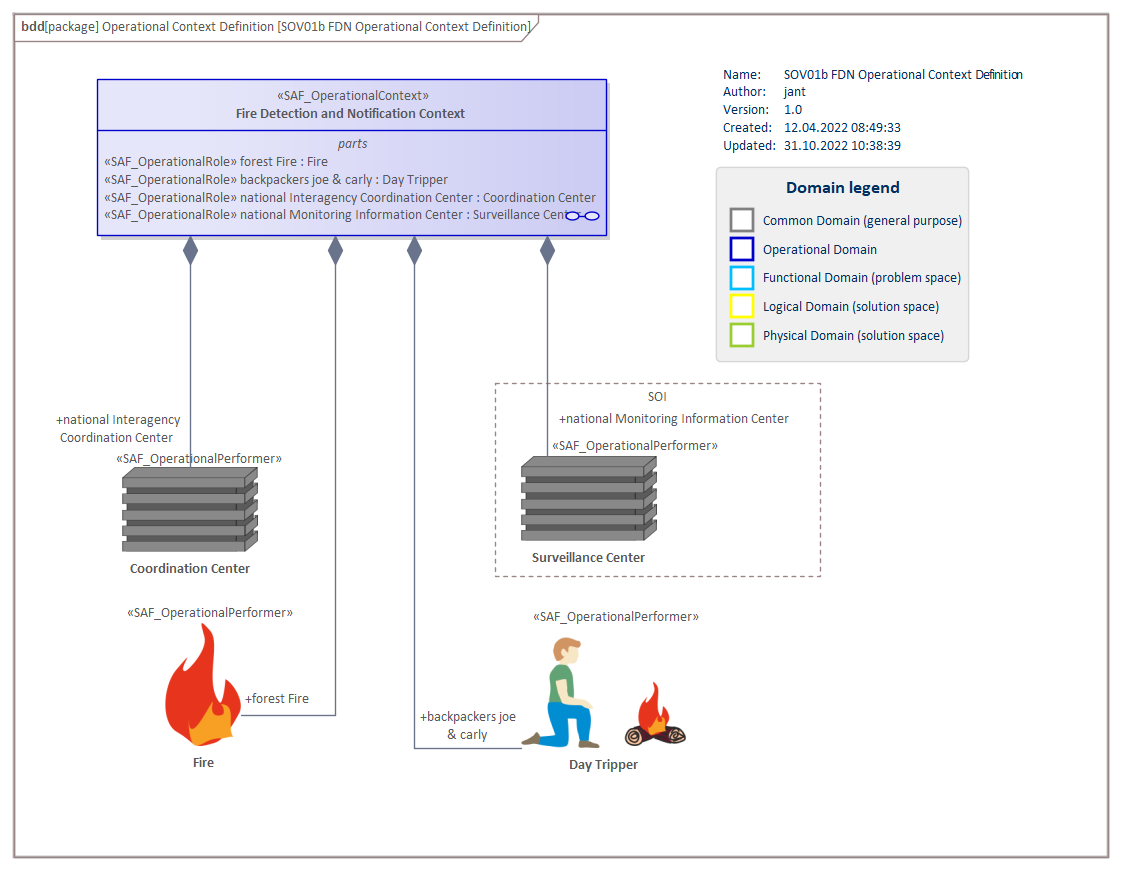 bdd[package] Operational Context Definition [SOV01b FDN Operational Context Definition]
Name: SOV01b FDN Operational Context Definition
Author: jant
Version: 1.0
Created: 12.04.2022 08:49:33
Updated: 31.10.2022 10:38:39
«SAF_OperationalContext»
Fire Detection and Notification Context
parts
«SAF_OperationalRole» forest Fire : Fire
«SAF_OperationalRole» backpackers joe & carly : Day Tripper
«SAF_OperationalRole» national Interagency Coordination Center : Coordination Center
«SAF_OperationalRole» national Monitoring Information Center : Surveillance Center
Domain legend
Common Domain (general purpose)
Operational Domain
Functional Domain (problem space)
Logical Domain (solution space)
Physical Domain (solution space)
SOI
+national Interagency
Coordination Center
+national Monitoring Information Center
«SAF_OperationalPerformer»
«SAF_OperationalPerformer»
Coordination Center
Surveillance Center
«SAF_OperationalPerformer»
«SAF_OperationalPerformer»
+forest Fire
+backpackers joe
& carly
Fire
Day Tripper